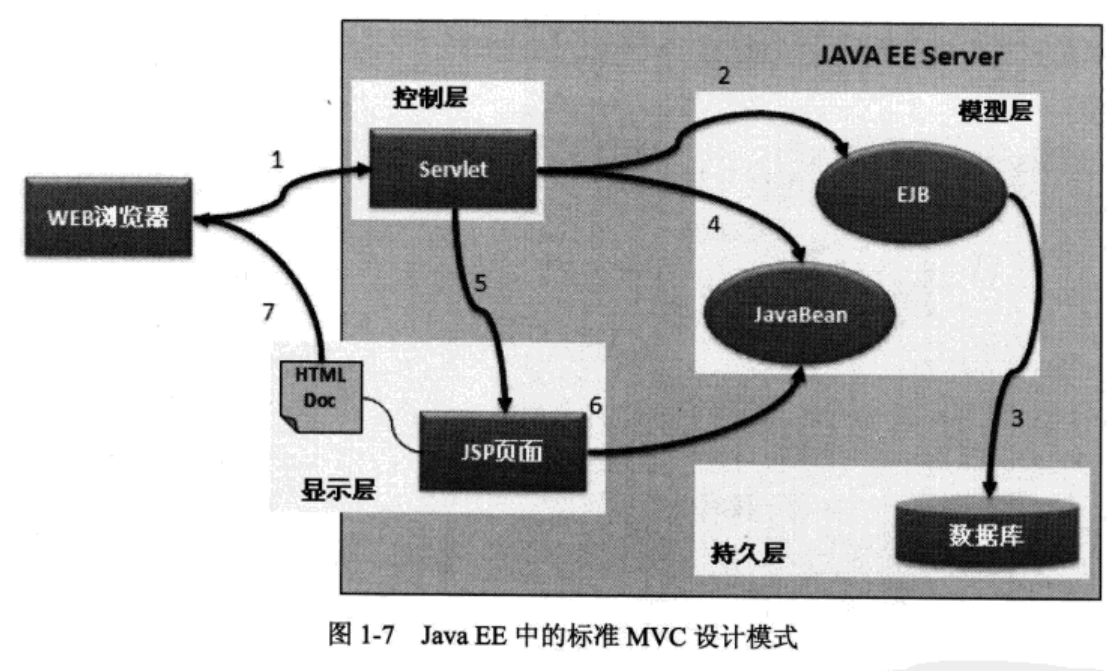 JAVA EE Server
控制层
2
模型层
1
Servlet
EJB
WEB浏览器
4
5
7
JavaBean
HTML
Doc
6
3
JSP页面
显示层
数据库
持久层
图 1-7 Java EE 中的标准 MVC 设计模式